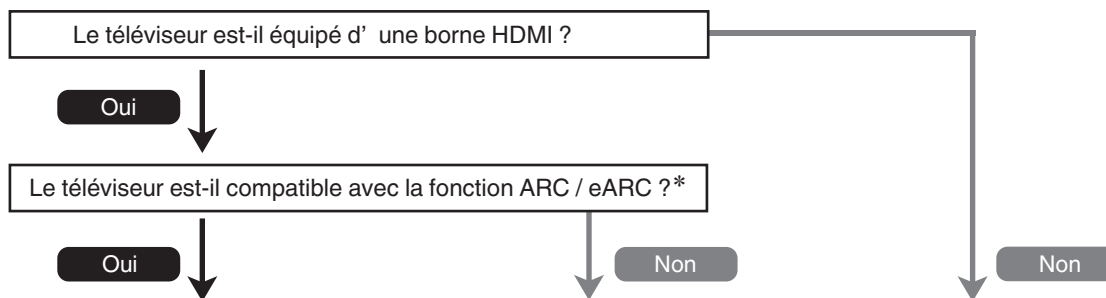 Le téléviseur est-il équipé d’ une borne HDMI ?
Oui
Le téléviseur est-il compatible avec la fonction ARC / eARC ?*
Oui
Non
Non